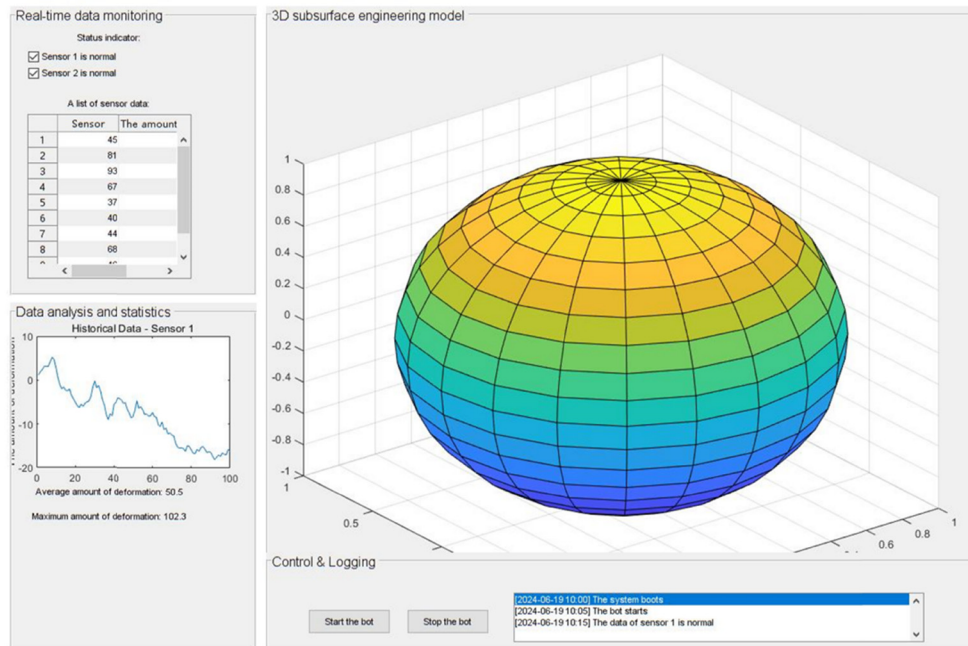 Real-time data monitoring
Status indicator:
Sensor 1 is normal
Sensor 2 is normal
A list of sensor data:
Sensor The amount
1 45
2 81
3 93
4 67
5 37
6 40
7 44
8 68
Data analysis and statistics
Historical Data - Sensor 1
10
0
-10
-20
0 20 40 60 80 100
Average amount of deformation: 50.5
Maximum amount of deformation: 102.3
3D subsurface engineering model
1
0.8
0.6
0.4
0.2
0
-0.2
-0.4
-0.6
-0.8
-1
1
0.5
0.6
0.8
1
Control & Logging
Start the bot
Stop the bot
[2024-06-19 10:00] The system boots
[2024-06-19 10:05] The bot starts
[2024-06-19 10:15] The data of sensor 1 is normal